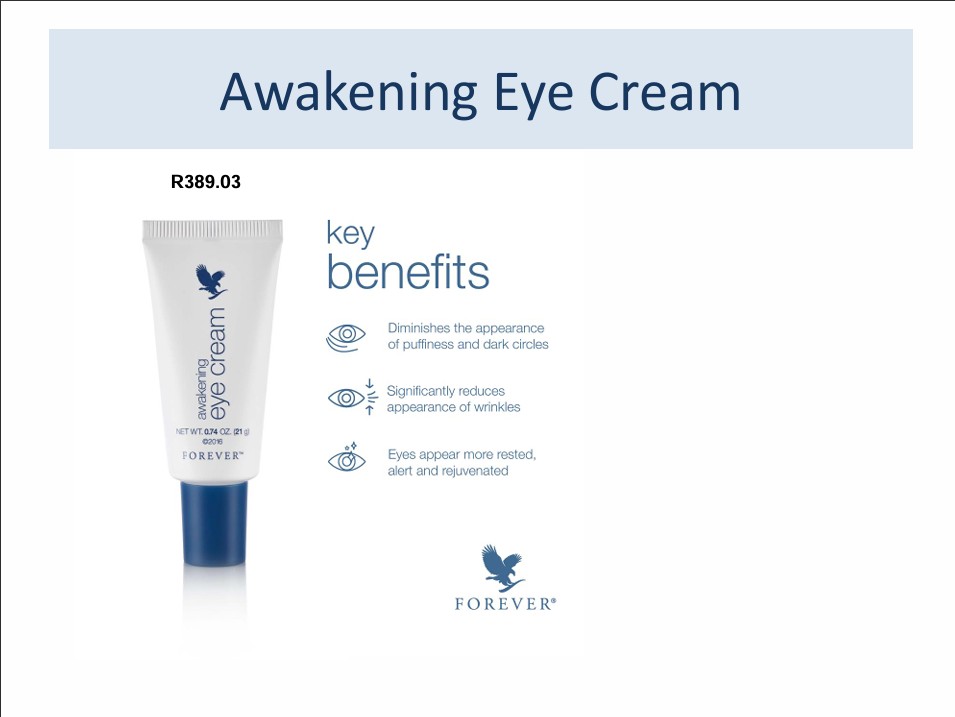 Awakening Eye Cream
R389.03
awakening
eye cream
NET WT. 0.74 OZ. (21 g)
©2016
FOREVER™
key
benefits
Diminishes the appearance
of puffiness and dark circles
Significantly reduces
appearance of wrinkles
Eyes appear more rested,
alert and rejuvenated
FOREVER®